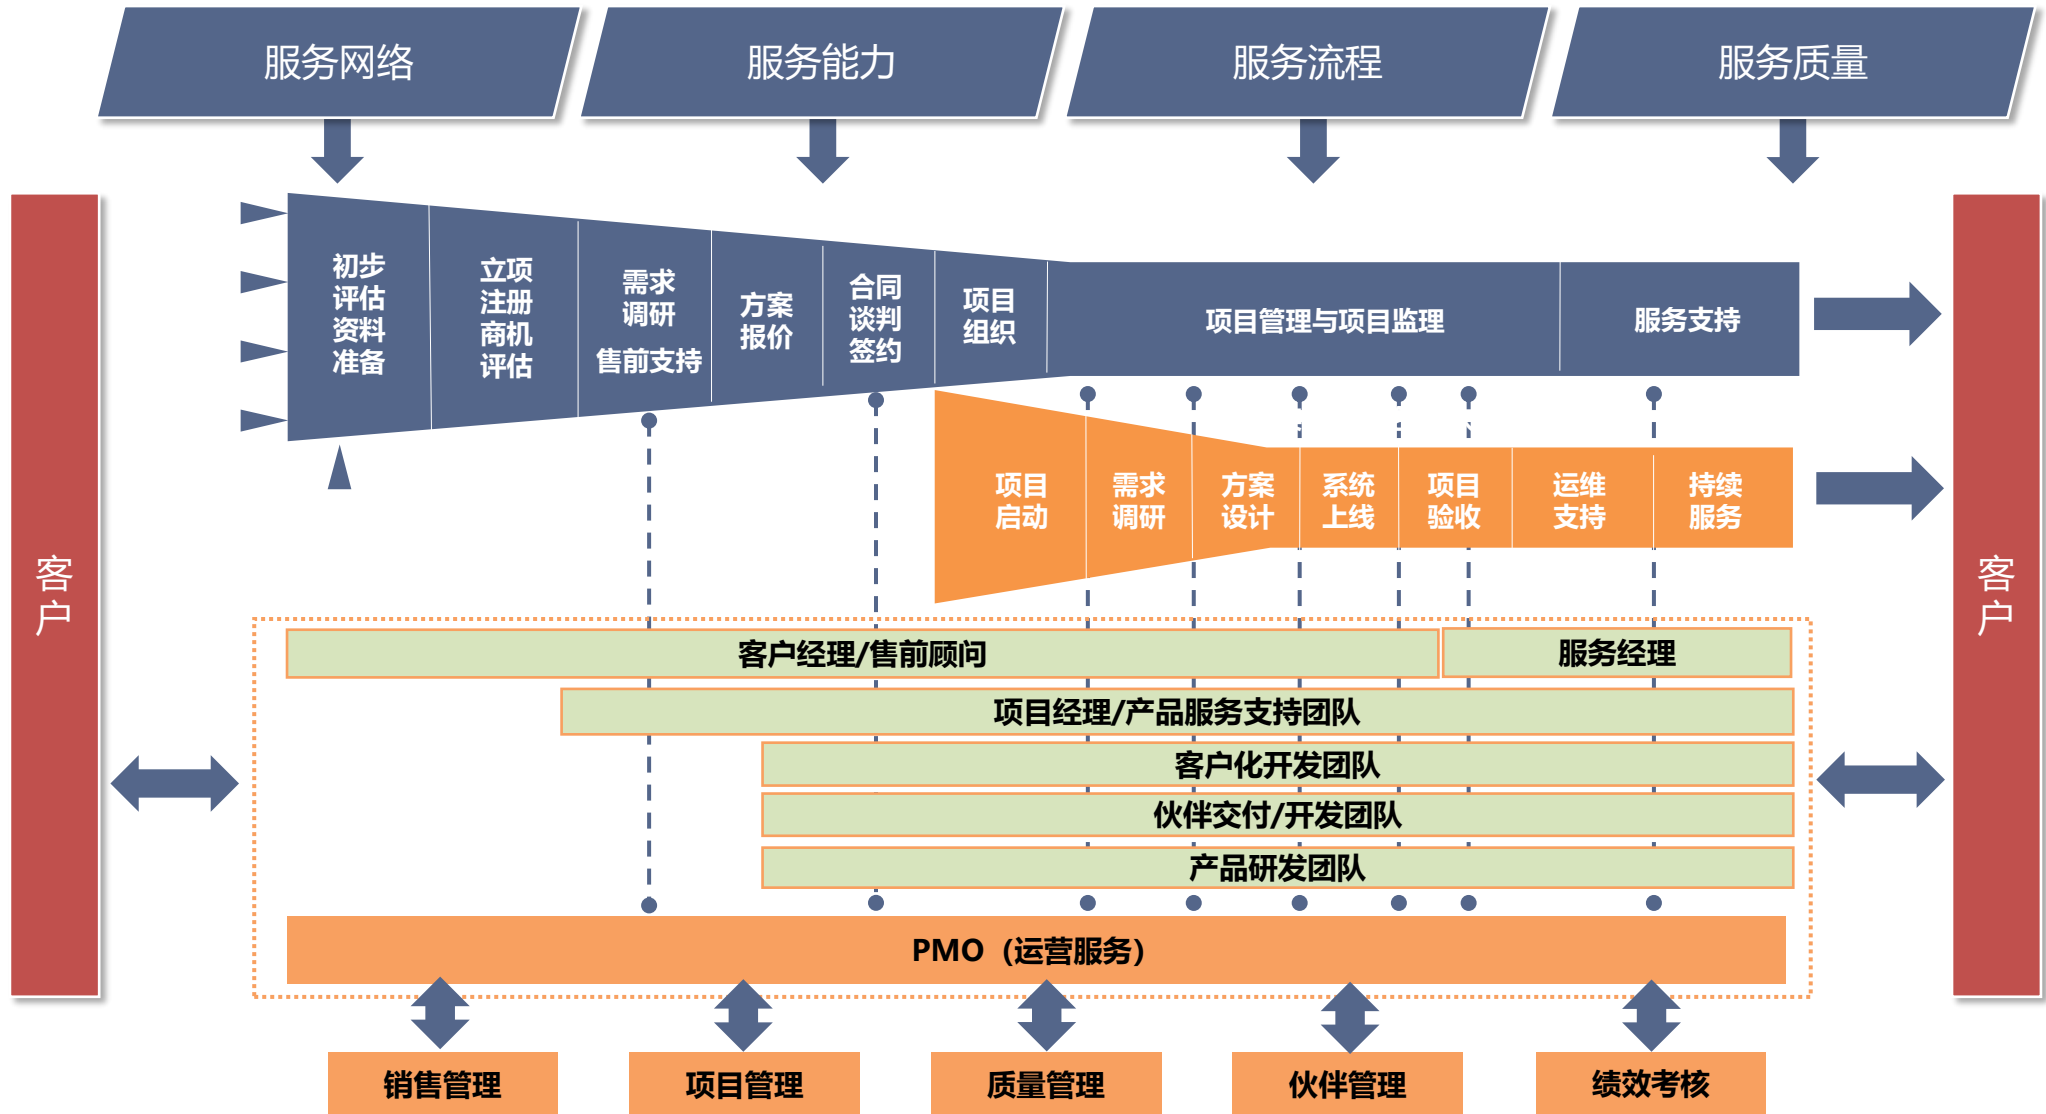 服务网络
服务能力
服务流程
服务质量
客
户
初步
评估
资料
准备
立项
注册
商机
评估
需求
调研
售前支持
方案
报价
合同
谈判
签约
项目
组织
项目管理与项目监理
服务支持
项目
启动
需求
调研
方案
设计
系统
上线
项目
验收
运维
支持
持续
服务
客
户
客户经理/售前顾问
服务经理
项目经理/产品服务支持团队
客户化开发团队
伙伴交付/开发团队
产品研发团队
PMO（运营服务）
销售管理
项目管理
质量管理
伙伴管理
绩效考核